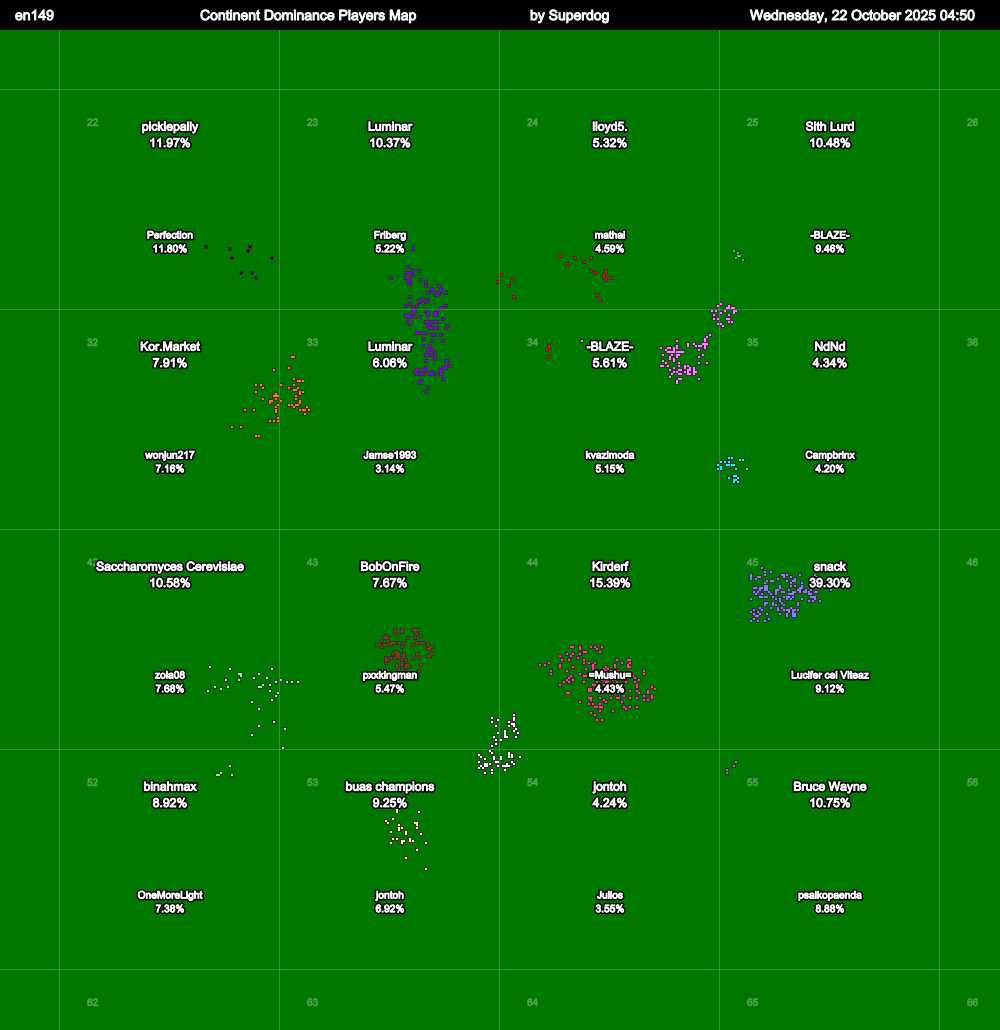 en149 Continent Dominance Players Map by Superdog Wednesday, 22 October 2025 04:50
22 23 24 25 26
picklepally Luminar lloyd5. Sith Lurd
11.97% 10.37% 5.32% 10.48%
Perfection Friberg mathai -BLAZE-
11.80% 5.22% 4.59% 9.46%
32 33 34 35 36
Kor.Market Luminar -BLAZE- NdNd
7.91% 6.06% 5.61% 4.34%
wonjun217 Jamse1993 kvazimoda Campbrinx
7.16% 3.14% 5.15% 4.20%
42 43 44 45 46
Saccharomyces Cerevisiae BobOnFire Kirderf snack
10.58% 7.67% 15.39% 39.30%
zola08 pxxkingman =Mushu= Lucifer cel Viteaz
7.68% 5.47% 4.43% 9.12%
52 53 54 55 56
binahmax buas champions jontoh Bruce Wayne
8.92% 9.25% 4.24% 10.75%
OneMoreLight jontoh Julios psaikopaenda
7.38% 6.92% 3.55% 8.88%
62 63 64 65 66